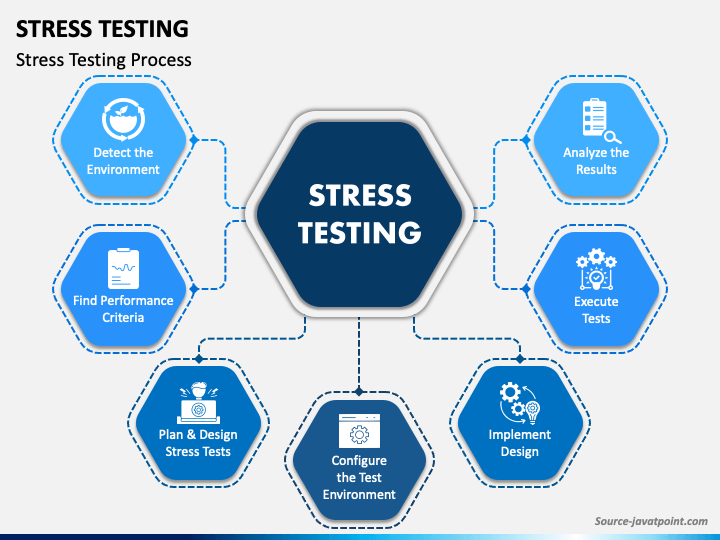 STRESS TESTING
Stress Testing Process
Detect the
Environment
Find Performance
Criteria
Plan & Design
Stress Tests
Configure
the Test
Environment
Implement
Design
Execute
Tests
Analyze the
Results
STRESS
TESTING
Source-javatpoint.com